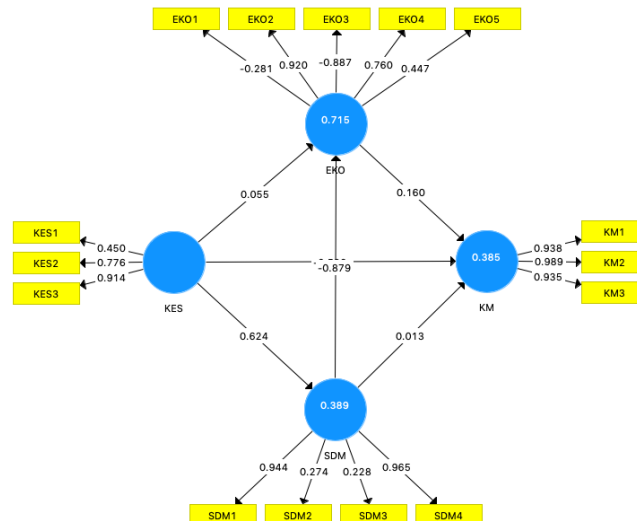 EKO1 EKO2 EKO3 EKO4 EKO5
-0.281 0.920 -0.887 0.760 0.447
0.715
EKO
0.055 0.160
KES1
KES2
KES3
0.450
0.776
0.914
KES
-0.879
0.385
KM
0.938
0.989
0.935
KM1
KM2
KM3
0.624 0.013
0.389
SDM
0.944 0.274 0.228 0.965
SDM1 SDM2 SDM3 SDM4